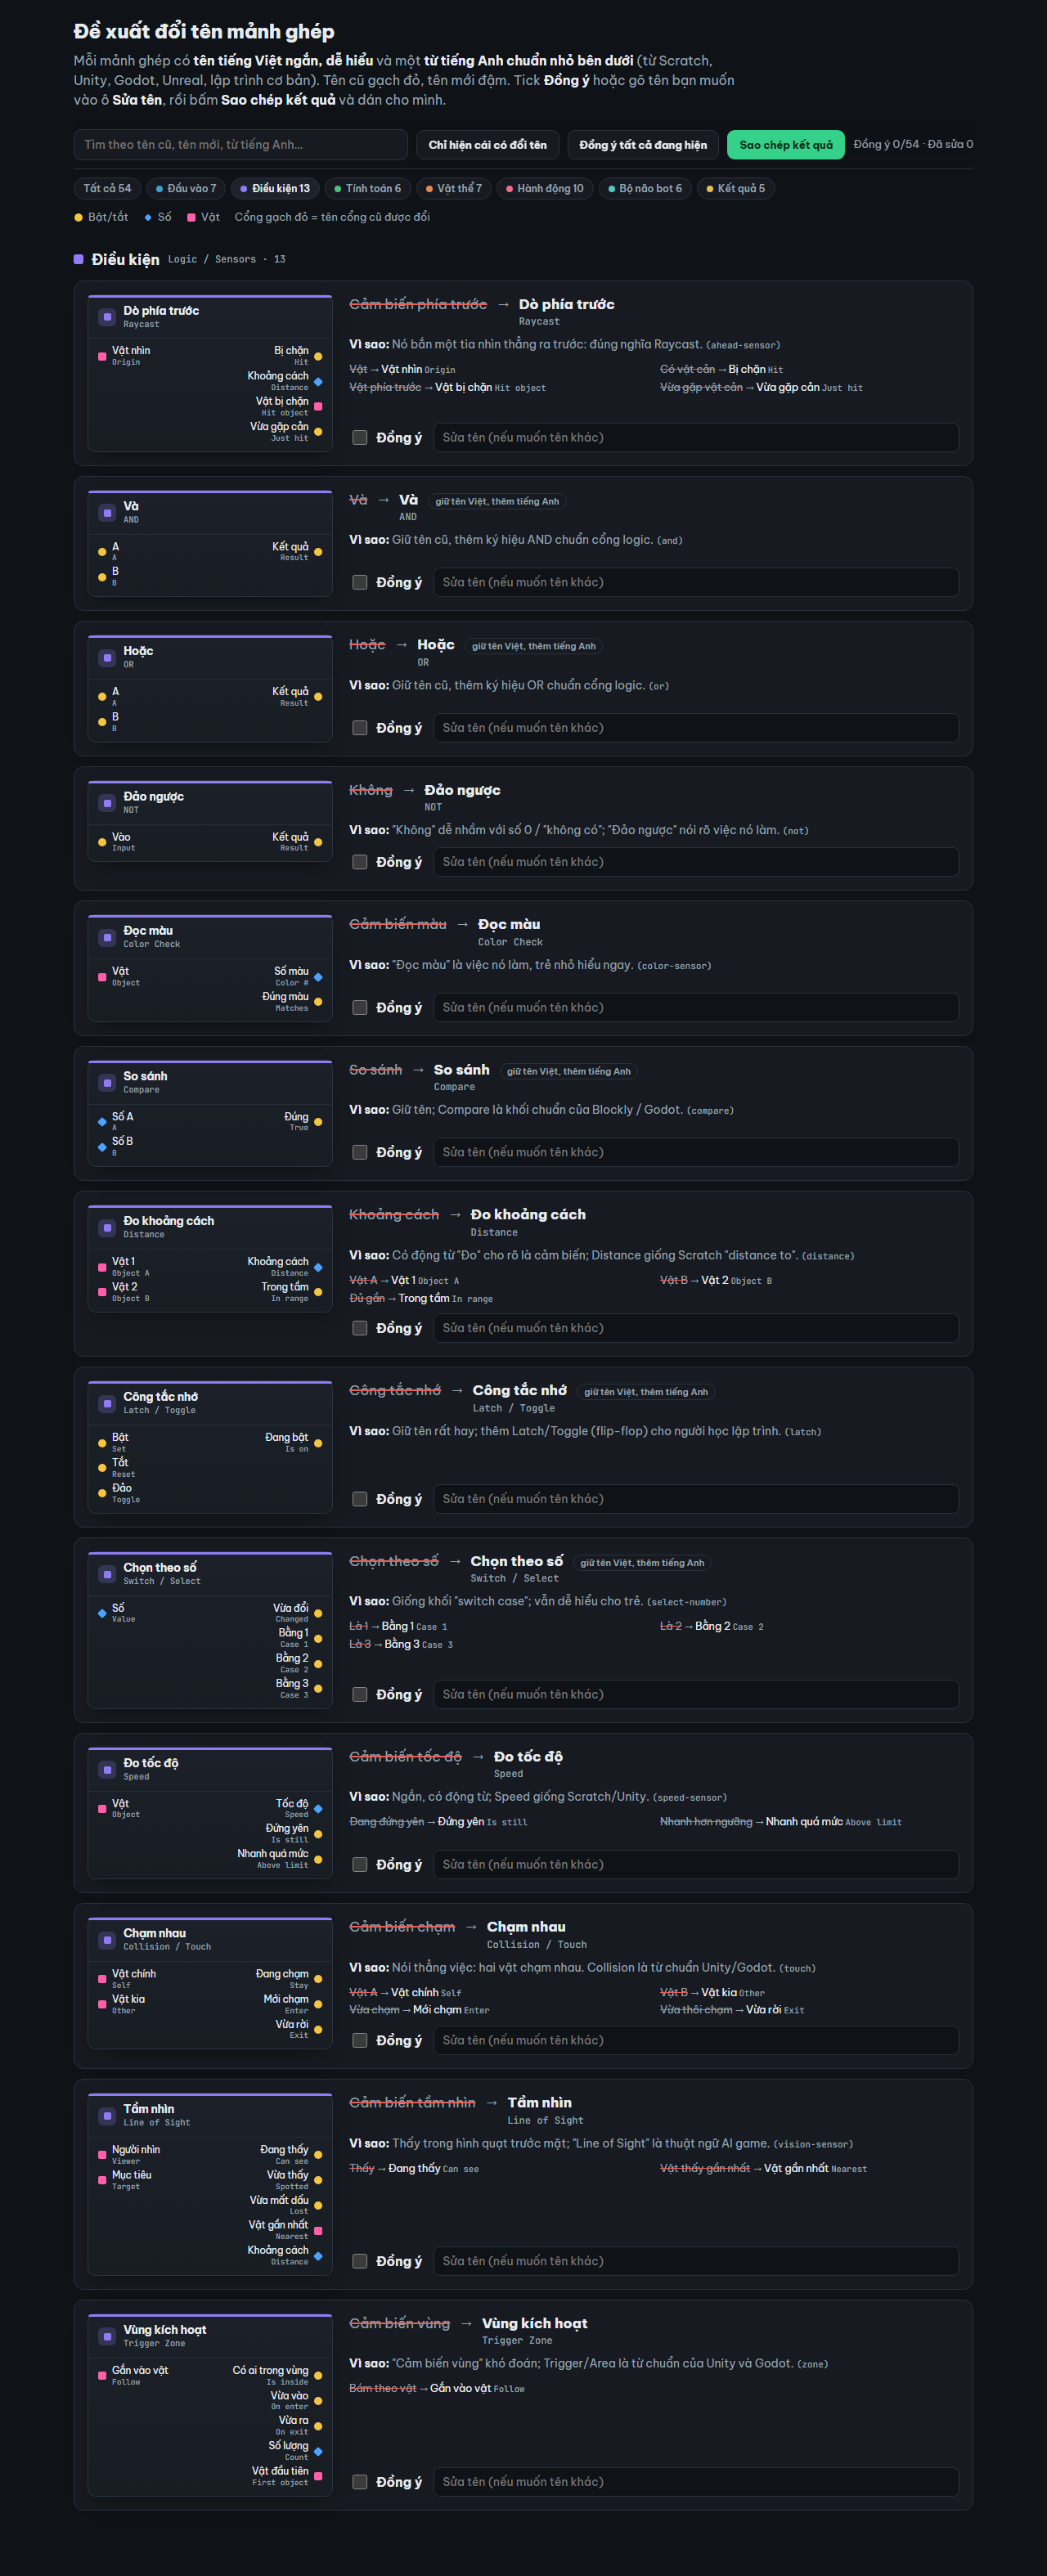 Đề xuất đổi tên mảnh ghép
Mỗi mảnh ghép có tên tiếng Việt ngắn, dễ hiểu và một từ tiếng Anh chuẩn nhỏ bên dưới (từ Scratch,
Unity, Godot, Unreal, lập trình cơ bản). Tên cũ gạch đỏ, tên mới đậm. Tick Đồng ý hoặc gõ tên bạn muốn
vào ô Sửa tên, rồi bấm Sao chép kết quả và dán cho mình.
Tìm theo tên cũ, tên mới, từ tiếng Anh...
Chỉ hiện cái có đổi tên
Đồng ý tất cả đang hiện
Sao chép kết quả
Đồng ý 0/54 · Đã sửa 0
Tất cả 54
Đầu vào 7
Điều kiện 13
Tính toán 6
Vật thể 7
Hành động 10
Bộ não bot 6
Kết quả 5
Bật/tắt
Số
Vật
Cổng gạch đỏ = tên cổng cũ được đổi
Điều kiện Logic / Sensors · 13
Dò phía trước
Raycast
Vật nhìn
Origin
Bị chặn
Hit
Khoảng cách
Distance
Vật bị chặn
Hit object
Vừa gặp cản
Just hit
Cảm biến phía trước → Dò phía trước
Raycast
Vì sao: Nó bắn một tia nhìn thẳng ra trước: đúng nghĩa Raycast. (ahead-sensor)
Vật → Vật nhìn Origin
Có vật cản → Bị chặn Hit
Vật phía trước → Vật bị chặn Hit object
Vừa gặp vật cản → Vừa gặp cản Just hit
Đồng ý
Sửa tên (nếu muốn tên khác)
Và
AND
A
A
B
B
Kết quả
Result
Và → Và giữ tên Việt, thêm tiếng Anh
AND
Vì sao: Giữ tên cũ, thêm ký hiệu AND chuẩn cổng logic. (and)
Đồng ý
Sửa tên (nếu muốn tên khác)
Hoặc
OR
A
A
B
B
Kết quả
Result
Hoặc → Hoặc giữ tên Việt, thêm tiếng Anh
OR
Vì sao: Giữ tên cũ, thêm ký hiệu OR chuẩn cổng logic. (or)
Đồng ý
Sửa tên (nếu muốn tên khác)
Đảo ngược
NOT
Vào
Input
Kết quả
Result
Không → Đảo ngược
NOT
Vì sao: "Không" dễ nhầm với số 0 / "không có"; "Đảo ngược" nói rõ việc nó làm. (not)
Đồng ý
Sửa tên (nếu muốn tên khác)
Đọc màu
Color Check
Vật
Object
Số màu
Color #
Đúng màu
Matches
Cảm biến màu → Đọc màu
Color Check
Vì sao: "Đọc màu" là việc nó làm, trẻ nhỏ hiểu ngay. (color-sensor)
Đồng ý
Sửa tên (nếu muốn tên khác)
So sánh
Compare
Số A
A
Số B
B
Đúng
True
So sánh → So sánh giữ tên Việt, thêm tiếng Anh
Compare
Vì sao: Giữ tên; Compare là khối chuẩn của Blockly / Godot. (compare)
Đồng ý
Sửa tên (nếu muốn tên khác)
Đo khoảng cách
Distance
Vật 1
Object A
Vật 2
Object B
Khoảng cách
Distance
Trong tầm
In range
Khoảng cách → Đo khoảng cách
Distance
Vì sao: Có động từ "Đo" cho rõ là cảm biến; Distance giống Scratch "distance to". (distance)
Vật A → Vật 1 Object A
Vật B → Vật 2 Object B
Đủ gần → Trong tầm In range
Đồng ý
Sửa tên (nếu muốn tên khác)
Công tắc nhớ
Latch / Toggle
Bật
Set
Tắt
Reset
Đảo
Toggle
Đang bật
Is on
Công tắc nhớ → Công tắc nhớ giữ tên Việt, thêm tiếng Anh
Latch / Toggle
Vì sao: Giữ tên rất hay; thêm Latch/Toggle (flip-flop) cho người học lập trình. (latch)
Đồng ý
Sửa tên (nếu muốn tên khác)
Chọn theo số
Switch / Select
Số
Value
Vừa đổi
Changed
Bằng 1
Case 1
Bằng 2
Case 2
Bằng 3
Case 3
Chọn theo số → Chọn theo số giữ tên Việt, thêm tiếng Anh
Switch / Select
Vì sao: Giống khối "switch case"; vẫn dễ hiểu cho trẻ. (select-number)
Là 1 → Bằng 1 Case 1
Là 2 → Bằng 2 Case 2
Là 3 → Bằng 3 Case 3
Đồng ý
Sửa tên (nếu muốn tên khác)
Đo tốc độ
Speed
Vật
Object
Tốc độ
Speed
Đứng yên
Is still
Nhanh quá mức
Above limit
Cảm biến tốc độ → Đo tốc độ
Speed
Vì sao: Ngắn, có động từ; Speed giống Scratch/Unity. (speed-sensor)
Đang đứng yên → Đứng yên Is still
Nhanh hơn ngưỡng → Nhanh quá mức Above limit
Đồng ý
Sửa tên (nếu muốn tên khác)
Chạm nhau
Collision / Touch
Vật chính
Self
Vật kia
Other
Đang chạm
Stay
Mới chạm
Enter
Vừa rời
Exit
Cảm biến chạm → Chạm nhau
Collision / Touch
Vì sao: Nói thẳng việc: hai vật chạm nhau. Collision là từ chuẩn Unity/Godot. (touch)
Vật A → Vật chính Self
Vật B → Vật kia Other
Vừa chạm → Mới chạm Enter
Vừa thôi chạm → Vừa rời Exit
Đồng ý
Sửa tên (nếu muốn tên khác)
Tầm nhìn
Line of Sight
Người nhìn
Viewer
Mục tiêu
Target
Đang thấy
Can see
Vừa thấy
Spotted
Vừa mất dấu
Lost
Vật gần nhất
Nearest
Khoảng cách
Distance
Cảm biến tầm nhìn → Tầm nhìn
Line of Sight
Vì sao: Thấy trong hình quạt trước mặt; "Line of Sight" là thuật ngữ AI game. (vision-sensor)
Thấy → Đang thấy Can see
Vật thấy gần nhất → Vật gần nhất Nearest
Đồng ý
Sửa tên (nếu muốn tên khác)
Vùng kích hoạt
Trigger Zone
Gắn vào vật
Follow
Có ai trong vùng
Is inside
Vừa vào
On enter
Vừa ra
On exit
Số lượng
Count
Vật đầu tiên
First object
Cảm biến vùng → Vùng kích hoạt
Trigger Zone
Vì sao: "Cảm biến vùng" khó đoán; Trigger/Area là từ chuẩn của Unity và Godot. (zone)
Bám theo vật → Gắn vào vật Follow
Đồng ý
Sửa tên (nếu muốn tên khác)